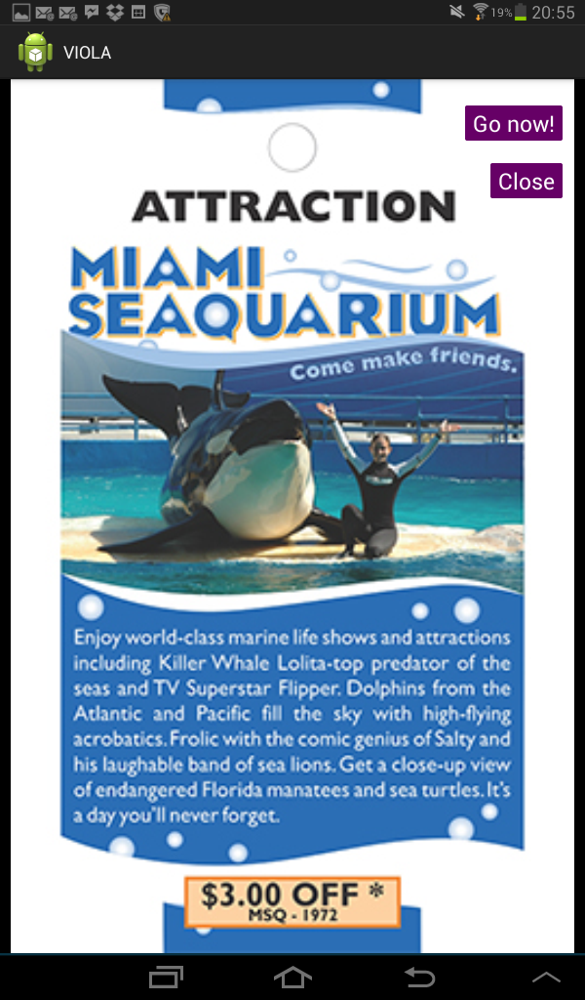 19% 20:55
VIOLA
Go now!
Close
ATTRACTION
MIAMI
SEAQUARIUM
Come make friends.
Enjoy world-class marine life shows and attractions
including Killer Whale Lolita-top predator of the
seas and TV Superstar Flipper. Dolphins from the
Atlantic and Pacific fill the sky with high-flying
acrobatics. Frolic with the comic genius of Salty and
his laughable band of sea lions. Get a close-up view
of endangered Florida manatees and sea turtles. It's
a day you'll never forget.
$3.00 OFF *
MSQ - 1972